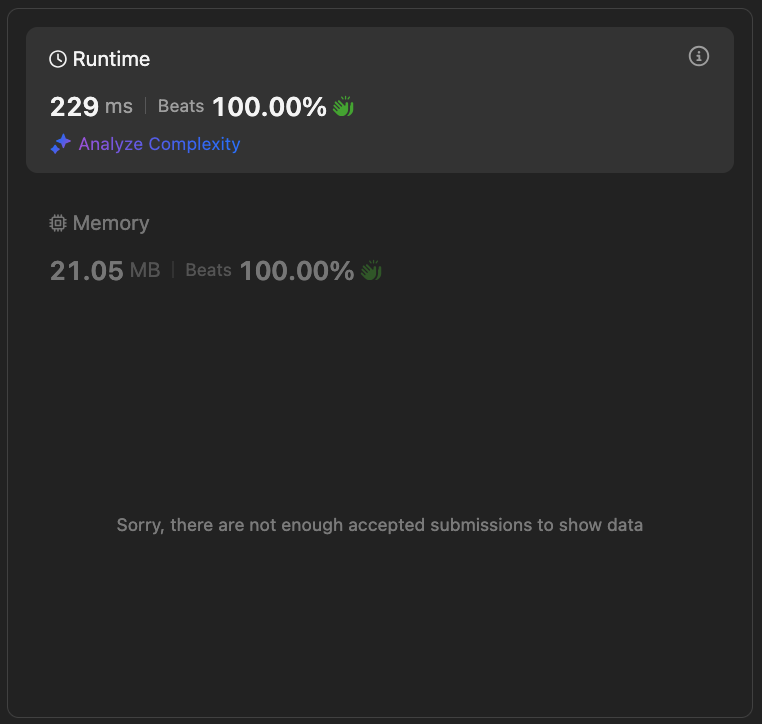 Runtime
229 ms | Beats 100.00%
Analyze Complexity
Memory
21.05 MB | Beats 100.00%
Sorry, there are not enough accepted submissions to show data